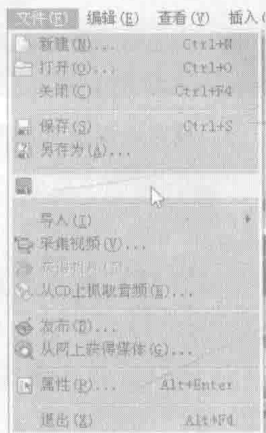 文件(F) 编辑(E) 查看(V) 插入(
新建(N)... Ctrl+N
打开(O)... Ctrl+O
关闭(C) Ctrl+F4
保存(S) Ctrl+S
另存为(A)...
导入(I)
采集视频(V)...
从CD上抓取音频(E)...
发布(D)...
从网上获得媒体(G)...
属性(P)... Alt+Enter
退出(X) Alt+F4